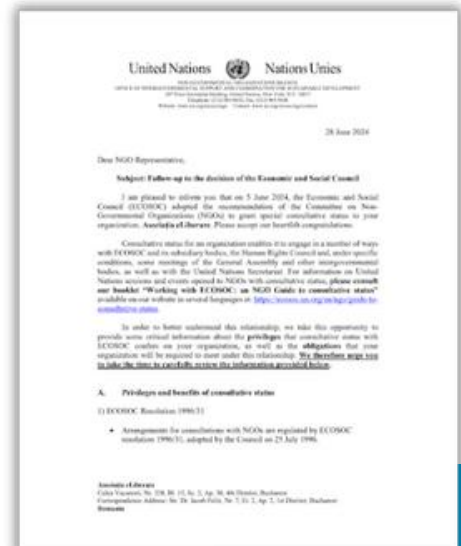 United Nations Nations Unies
28 June 2024
Dear NGO Representative,
Subject: Follow-up to the decision of the Economic and Social Council
I am pleased to inform you that on 5 June 2024, the Economic and Social
Council (ECOSOC) adopted the recommendation of the Committee on Non-
Governmental Organizations (NGOs) to grant special consultative status to your
organization, Asociația eLiberare. Please accept our heartfelt congratulations.
Consultative status for an organization enables it to engage in a number of ways
with ECOSOC and its subsidiary bodies, the Human Rights Council and, under specific
conditions, some meetings of the General Assembly and other intergovernmental
bodies, as well as with the United Nations Secretariat. For information on United
Nations sessions and events opened to NGOs with consultative status, please consult
our booklet "Working with ECOSOC: an NGO Guide to consultative status"
available on our website in several languages at:
consultative-status.
In order to better understand this relationship, we take this opportunity to
provide some critical information about the privileges that consultative status with
ECOSOC confers on your organization, as well as the obligations that your
organization will be required to meet under this relationship. We therefore urge you
to take the time to carefully review the information provided below.
A. Privileges and benefits of consultative status
1) ECOSOC Resolution 1996/31
• Arrangements for consultations with NGOs are regulated by ECOSOC
resolution 1996/31, adopted by the Council on 25 July 1996.
Asociația eLiberare
Bucharest
Correspondence Address: Bucharest
Romania